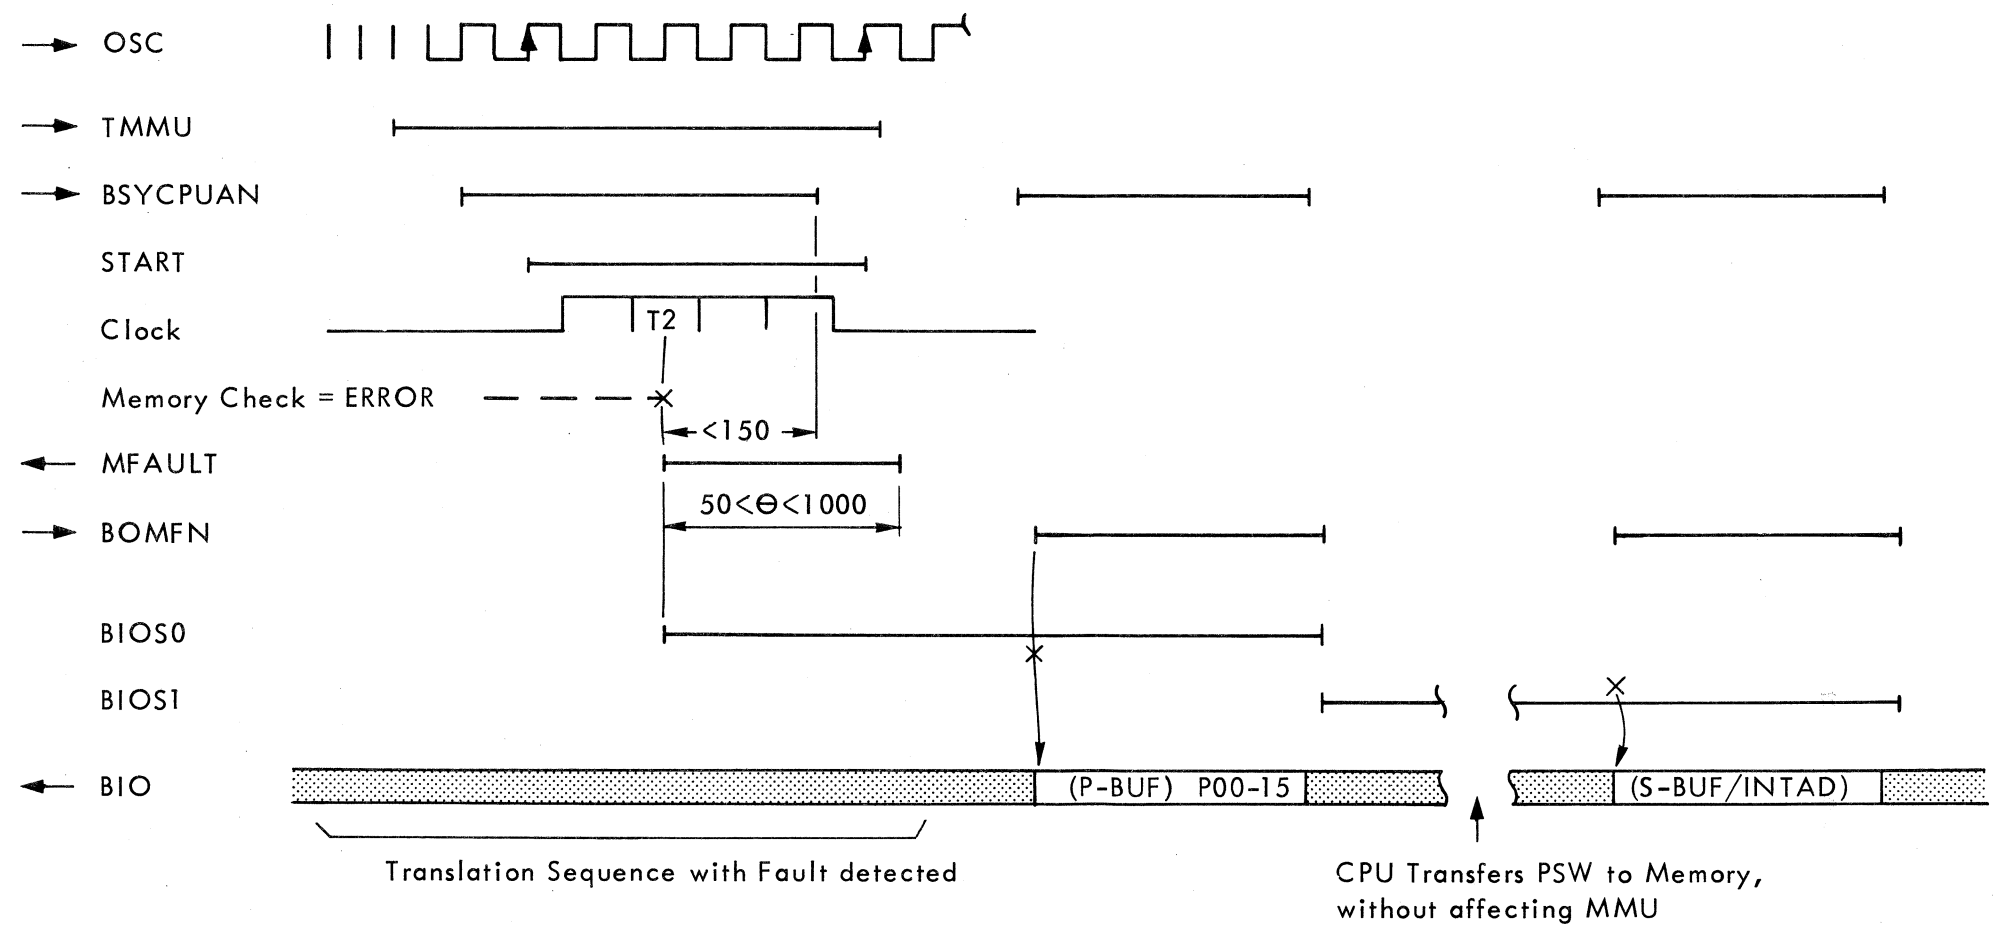 OSC
TMMU
BSYCPUAN
START
Clock
T2
Memory Check = ERROR
<150
MFAULT
50<Θ<1000
BOMFN
BIOS0
BIOS1
BIO
(P-BUF) P00-15
(S-BUF/INTAD)
Translation Sequence with Fault detected
CPU Transfers PSW to Memory,
without affecting MMU